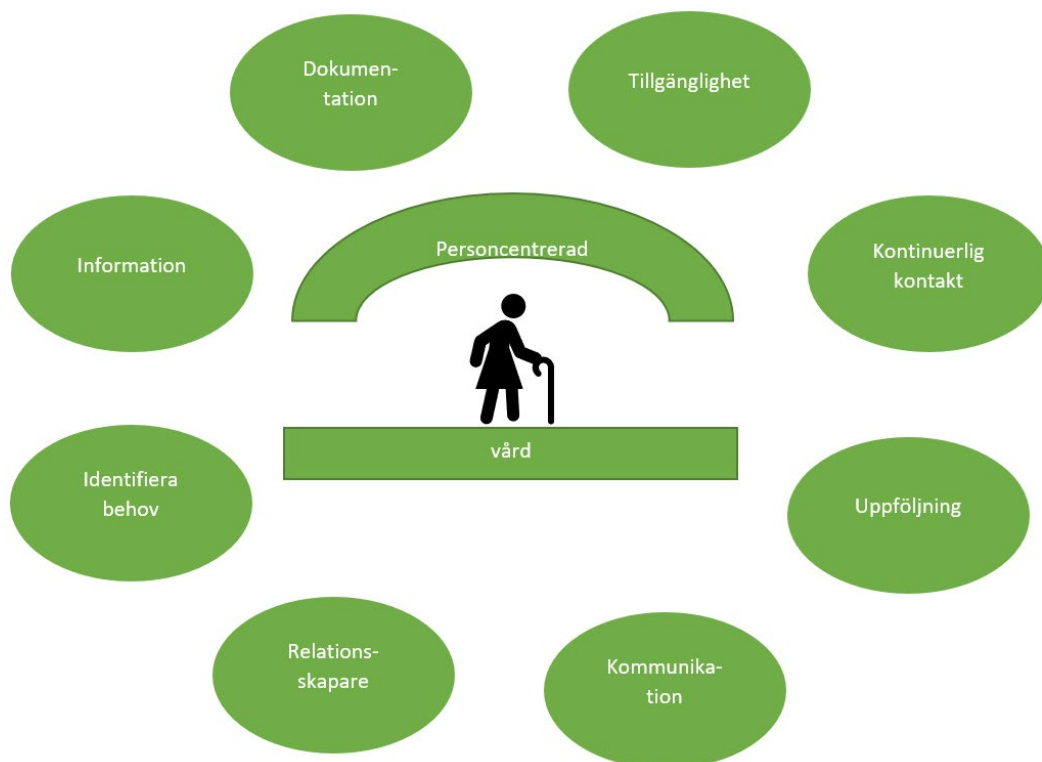 Dokumen-
tation
Tillgänglighet
Information
Personcentrerad
Kontinuerlig
kontakt
vård
Identifiera
behov
Uppföljning
Relations-
skapare
Kommunika-
tion